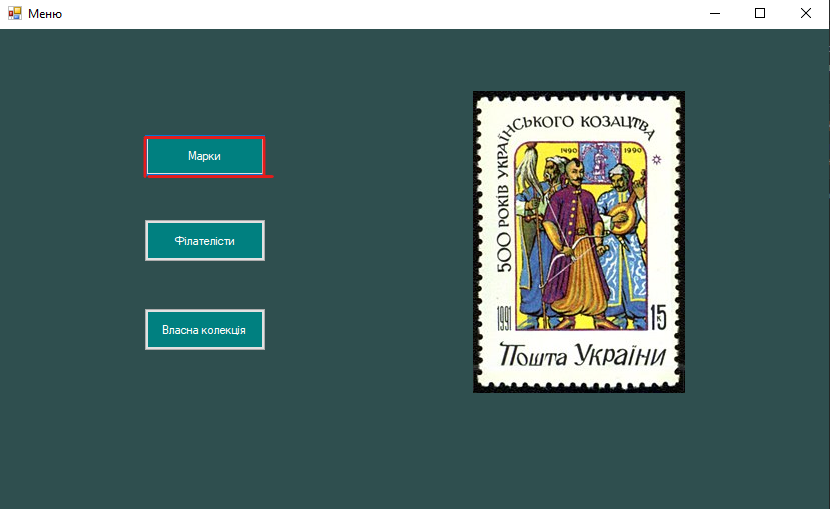 Меню
Марки
Філателісти
Власна колекція
500 РОКІВ УКРАЇНСЬКОГО КОЗАЦТВА
1490 1990
1991
15
к
Пошта України